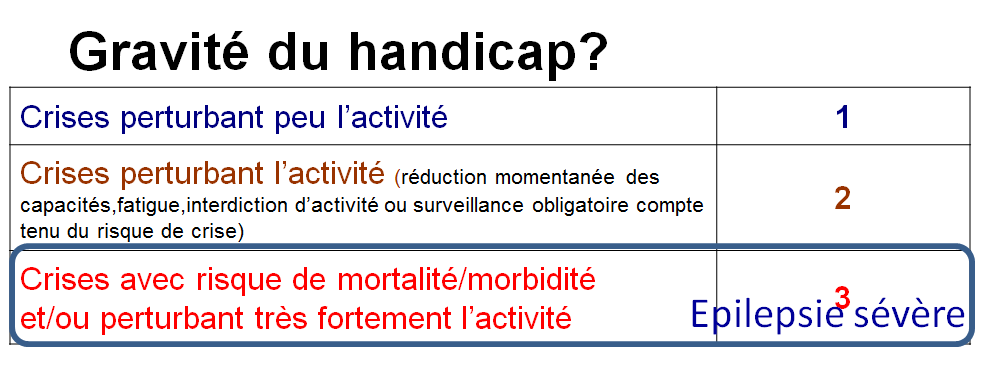 Gravité du handicap?
Crises perturbant peu l’activité 1
Crises perturbant l’activité (réduction momentanée des
capacités,fatigue,interdiction d’activité ou surveillance obligatoire compte
tenu du risque de crise)
2
Crises avec risque de mortalité/morbidité
et/ou perturbant très fortement l’activité
3
Epilepsie sévère